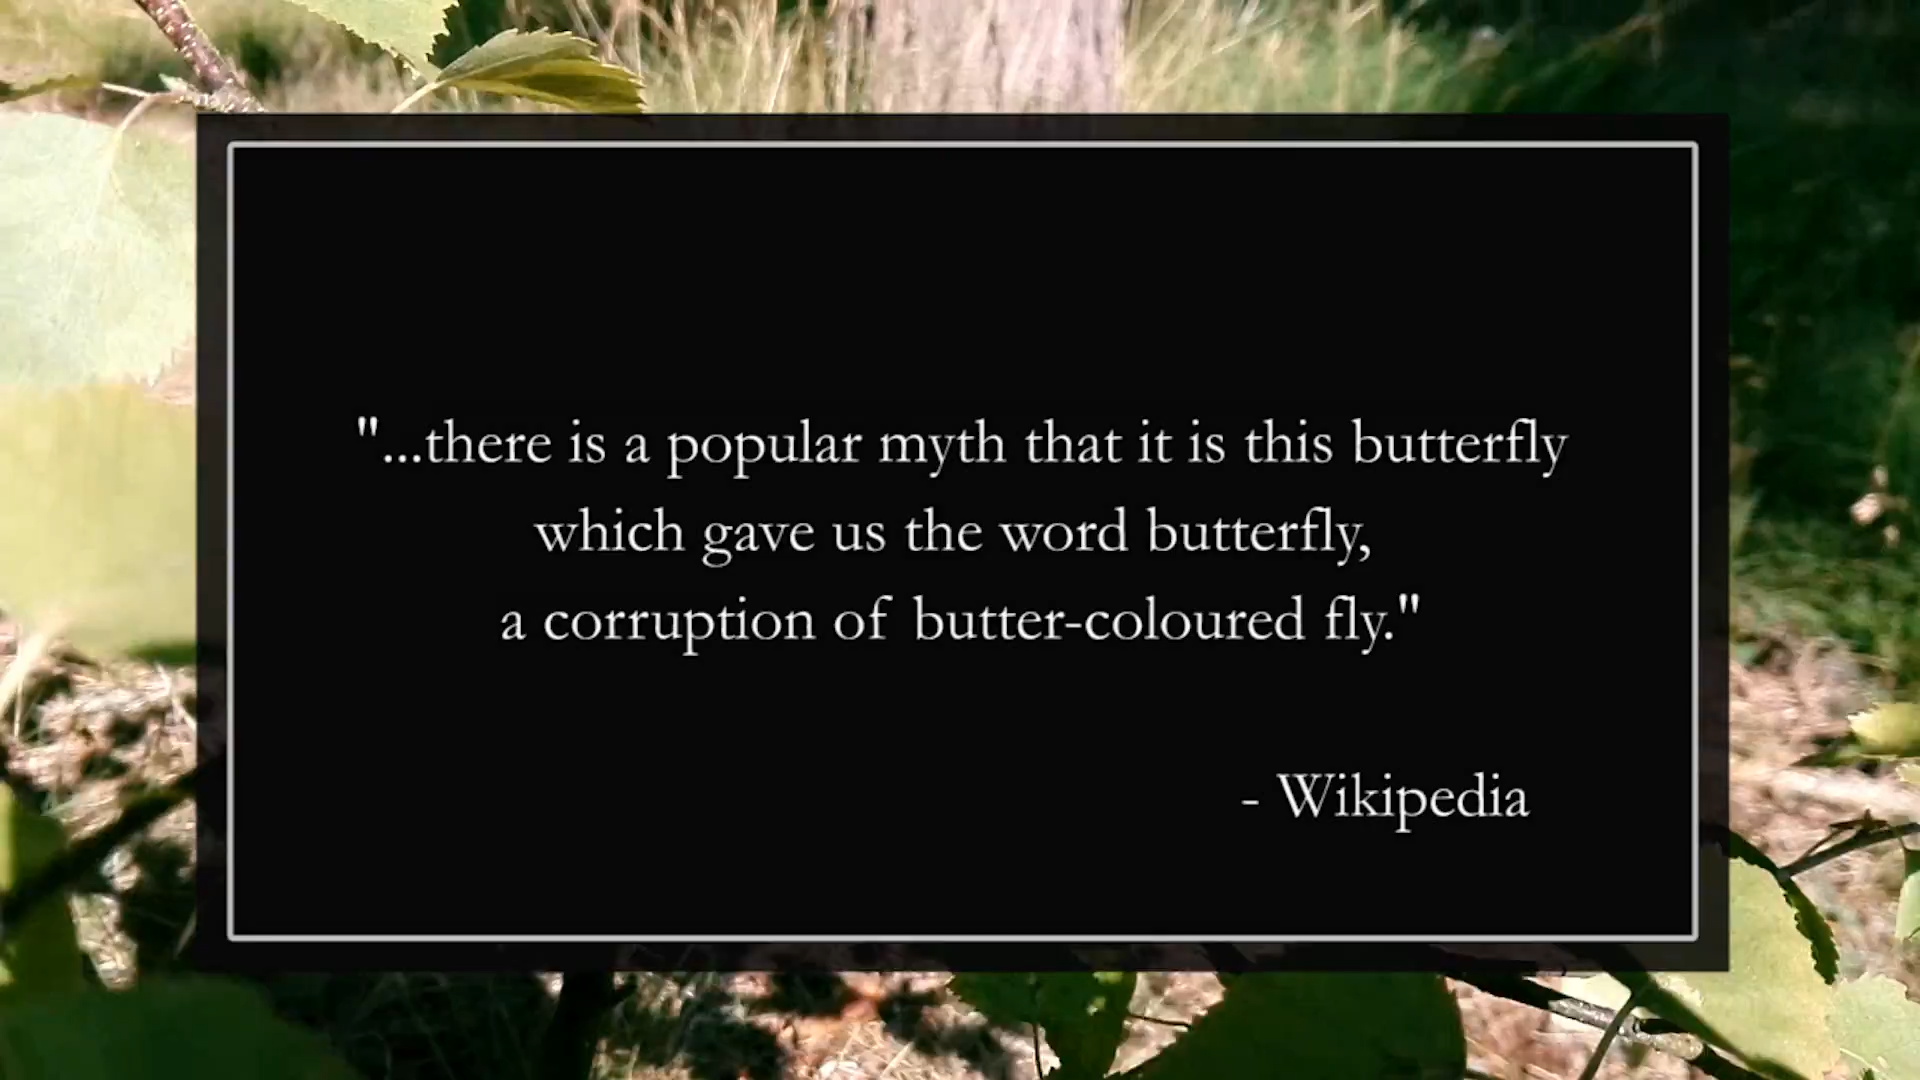 "...there is a popular myth that it is this butterfly
which gave us the word butterfly,
a corruption of butter-coloured fly."
- Wikipedia